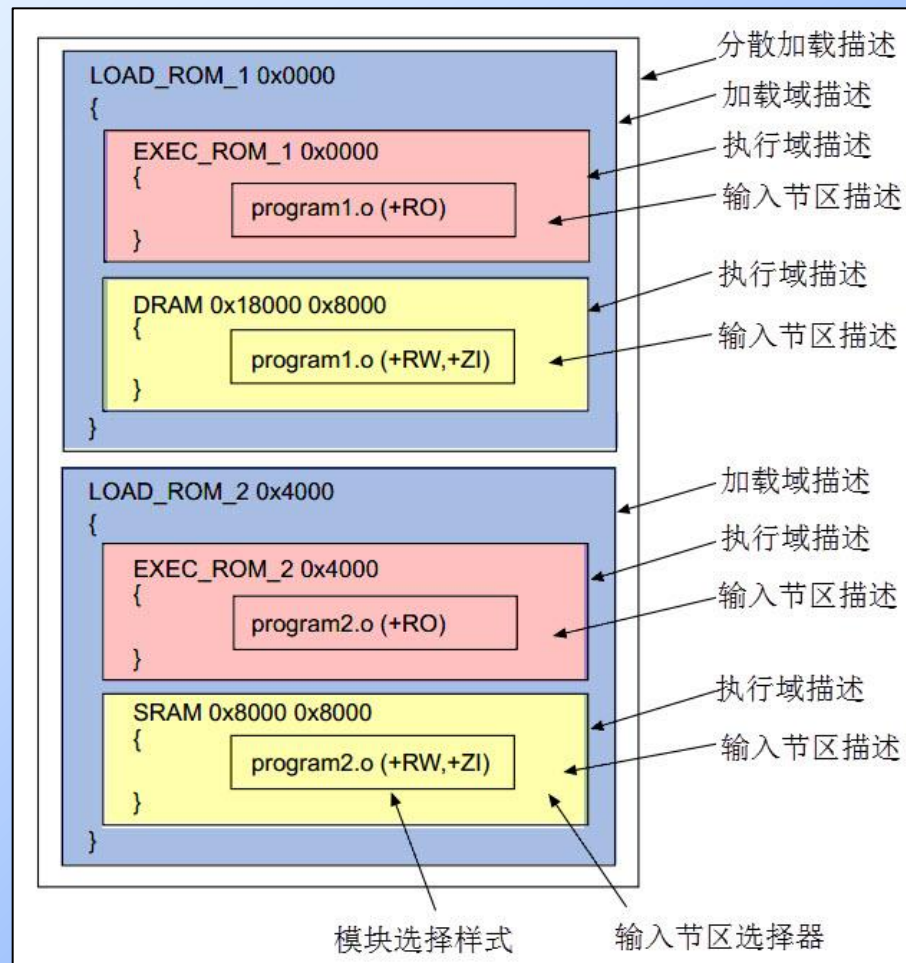 分散加载描述
LOAD_ROM_1 0x0000
加载域描述
{
EXEC_ROM_1 0x0000
执行域描述
{
program1.o (+RO)
输入节区描述
}
DRAM 0x18000 0x8000
执行域描述
{
program1.o (+RW,+ZI)
输入节区描述
}
}
LOAD_ROM_2 0x4000
加载域描述
{
EXEC_ROM_2 0x4000
执行域描述
{
program2.o (+RO)
输入节区描述
}
SRAM 0x8000 0x8000
执行域描述
{
program2.o (+RW,+ZI)
输入节区描述
}
}
模块选择样式
输入节区选择器